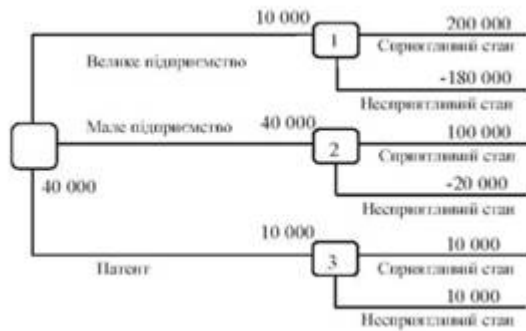 10 000
200 000
1
Сприятливий стан
Велике підприємство
-180 000
Несприятливий стан
Мале підприємство
40 000
100 000
2
Сприятливий стан
40 000
-20 000
Несприятливий стан
10 000
10 000
3
Патент
Сприятливий стан
10 000
Несприятливий стан